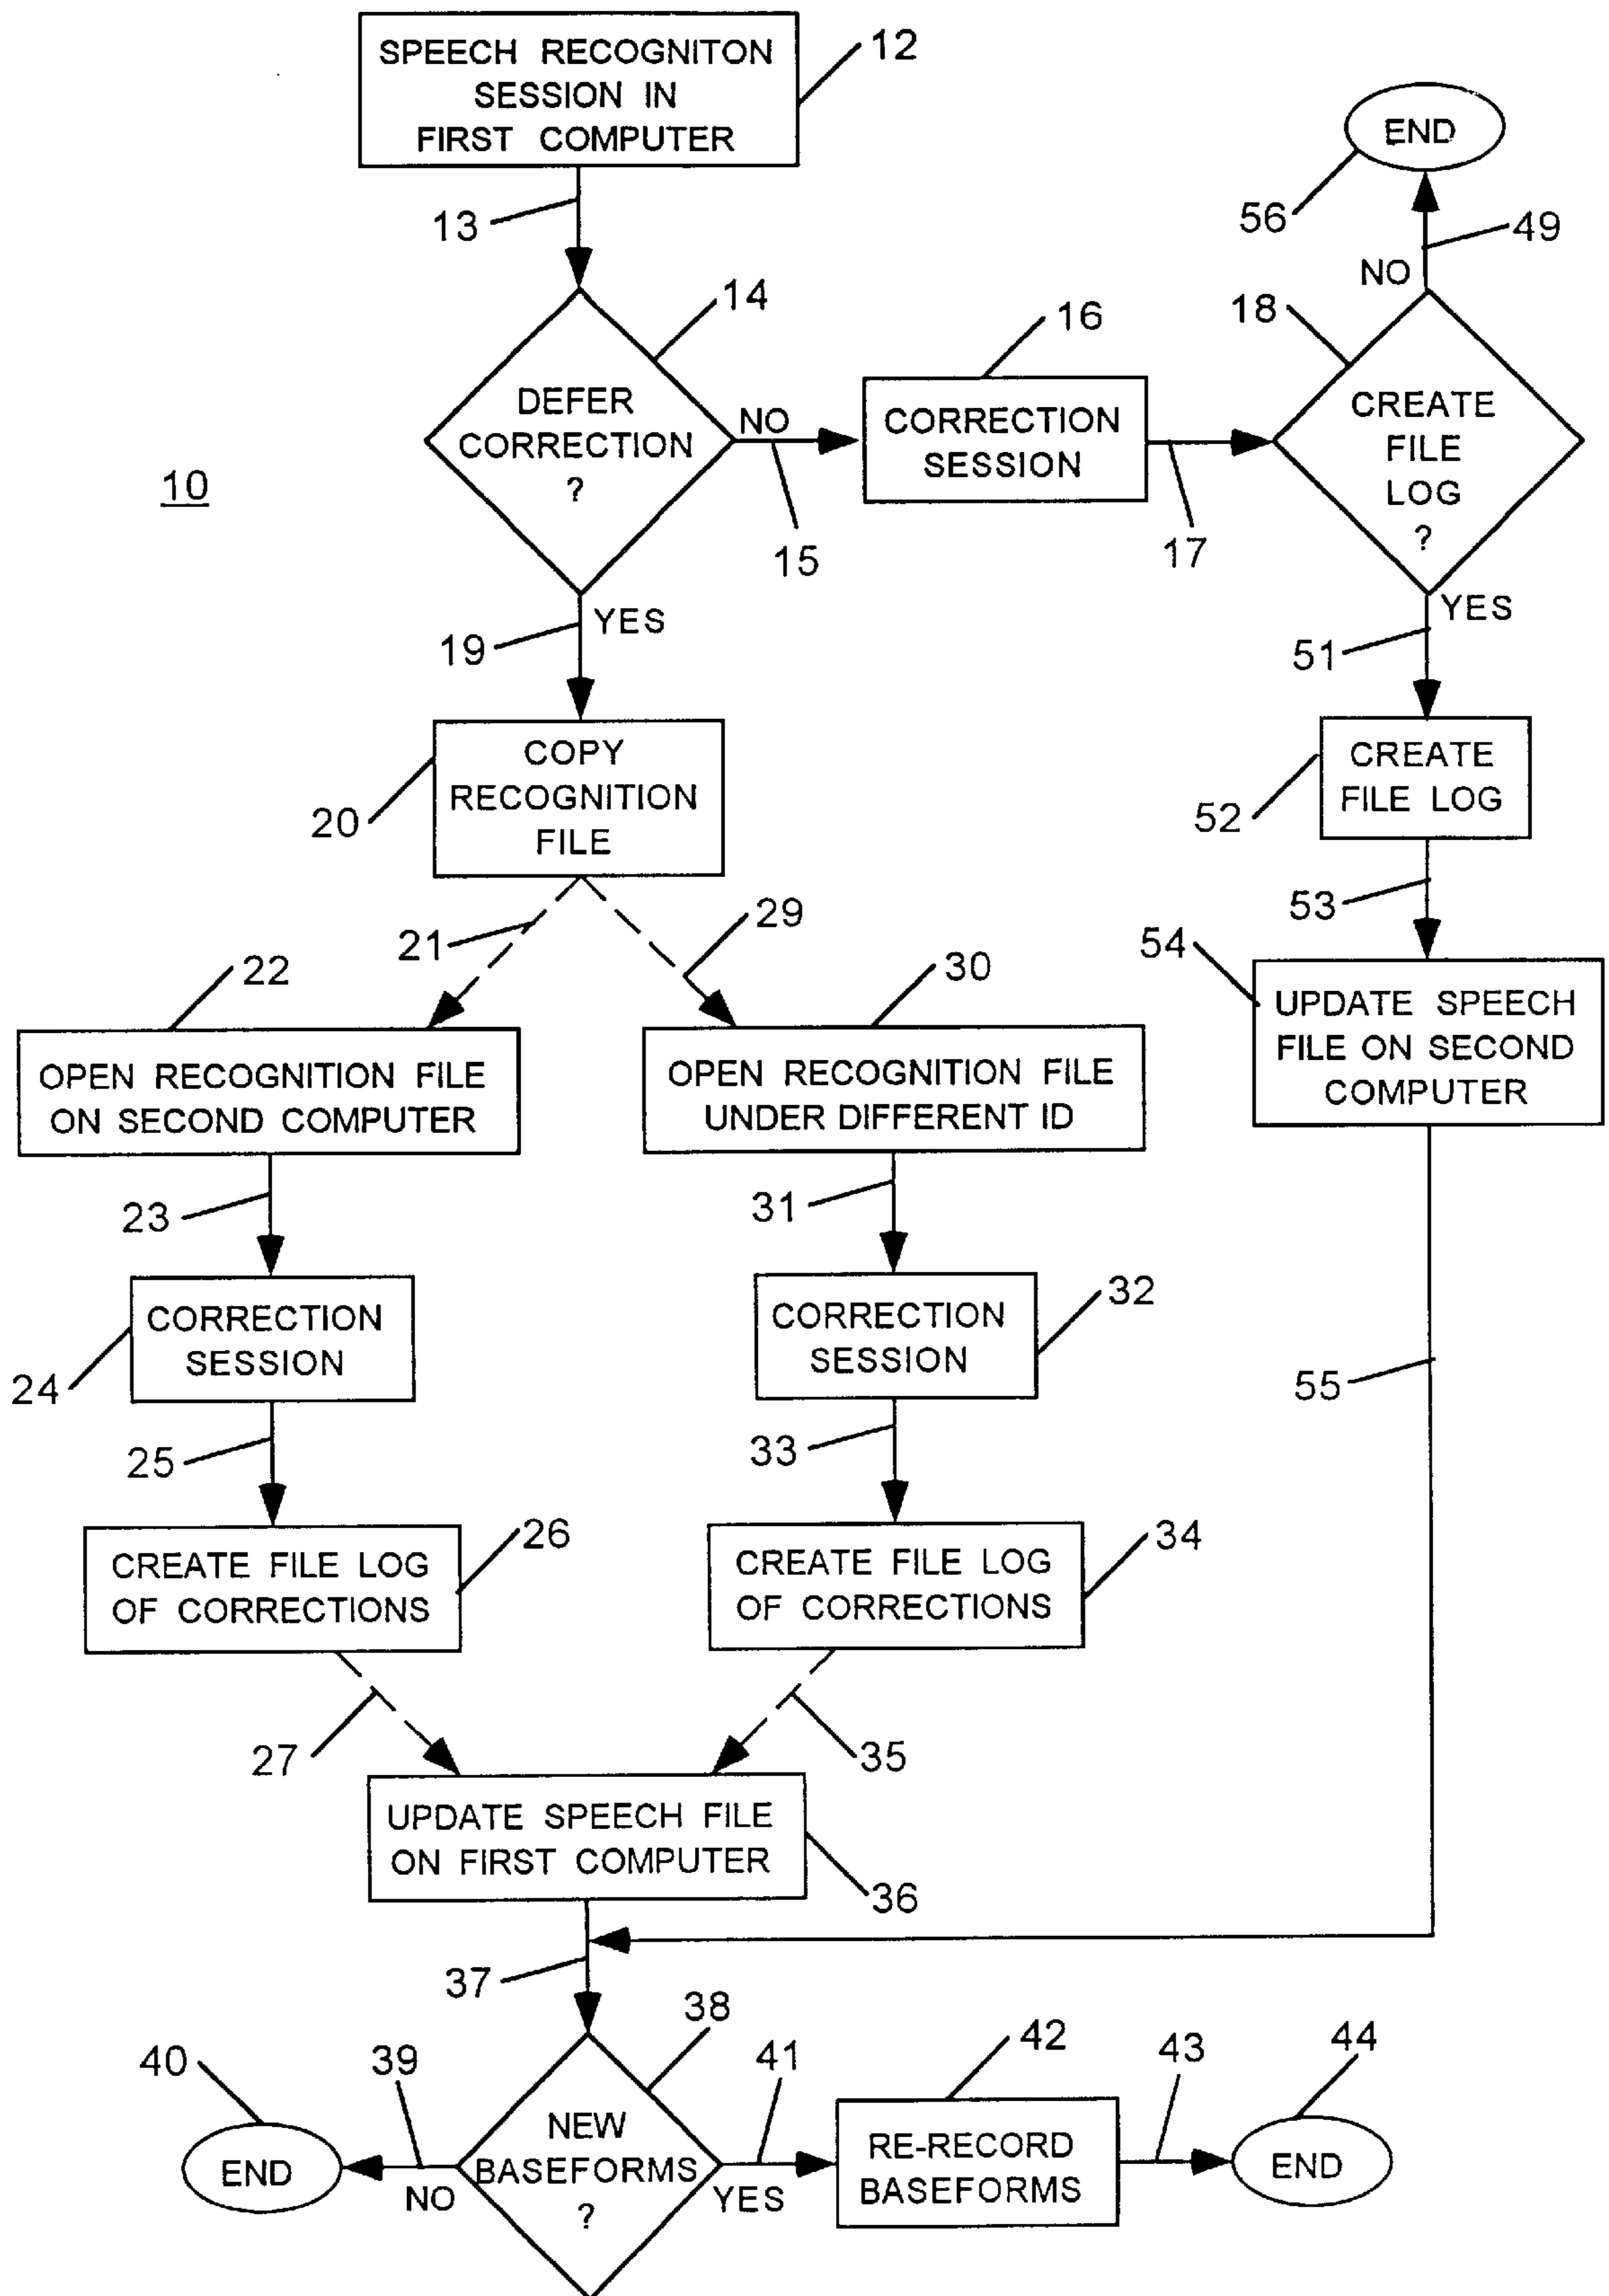 SPEECH RECOGNITON
SESSION IN
FIRST COMPUTER
12
13
END
56
49
NO
14
DEFER
CORRECTION
?
NO
15
16
CORRECTION
SESSION
17
18
CREATE
FILE
LOG
?
10
19
YES
YES
51
COPY
RECOGNITION
FILE
20
CREATE
FILE LOG
52
53
21
29
22
OPEN RECOGNITION FILE
ON SECOND COMPUTER
30
OPEN RECOGNITION FILE
UNDER DIFFERENT ID
54
UPDATE SPEECH
FILE ON SECOND
COMPUTER
23
31
CORRECTION
SESSION
24
CORRECTION
SESSION
32
55
25
33
CREATE FILE LOG
OF CORRECTIONS
26
CREATE FILE LOG
OF CORRECTIONS
34
27
35
UPDATE SPEECH FILE
ON FIRST COMPUTER
36
37
38
NEW
BASEFORMS
?
39
NO
40
END
41
YES
42
RE-RECORD
BASEFORMS
43
44
END